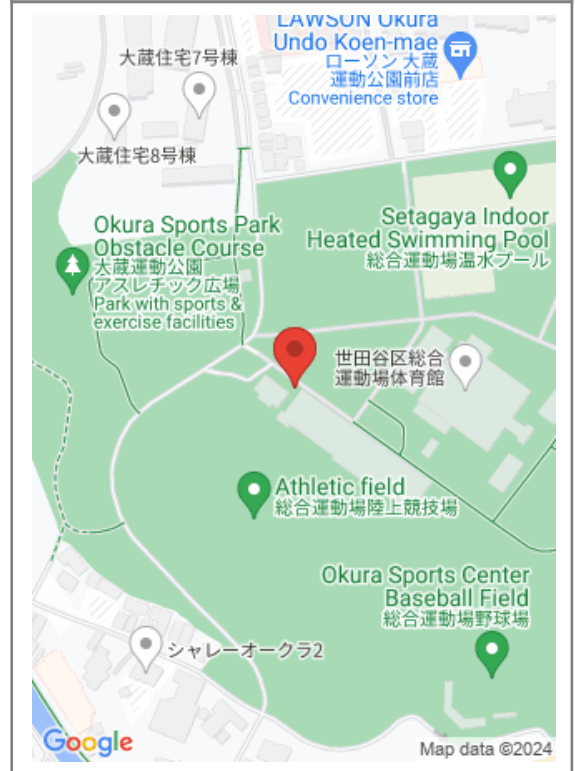 LAWSON Okura
Undo Koen-mae
ローソン 大蔵
運動公園前店
Convenience store
大蔵住宅7号棟
大蔵住宅8号棟
Setagaya Indoor
Heated Swimming Pool
総合運動場温水プール
Okura Sports Park
Obstacle Course
大蔵運動公園
アスレチック広場
Park with sports &
exercise facilities
世田谷区総合
運動場体育館
Athletic field
総合運動場陸上競技場
Okura Sports Center
Baseball Field
総合運動場野球場
シャレーオークラ2
Google
Map data ©2024